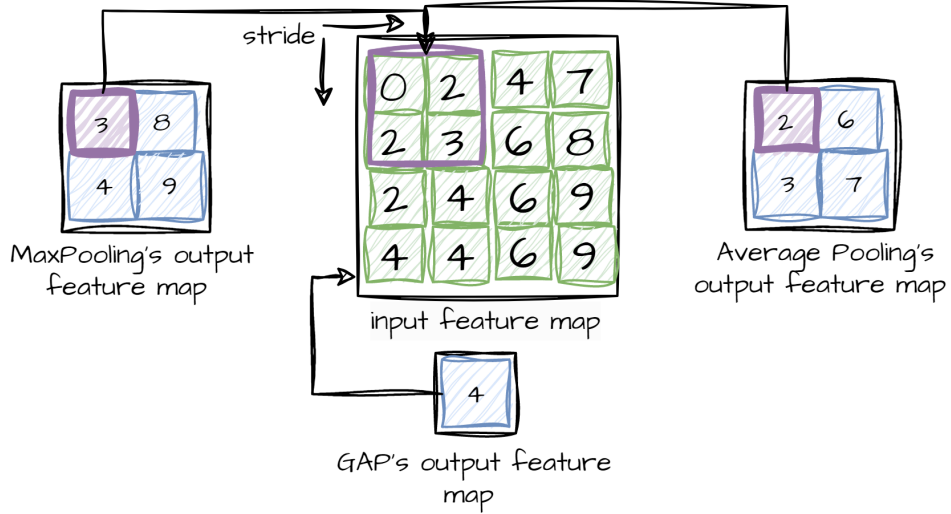 stride
0 2 4 7
2 3 6 8
2 4 6 9
4 4 6 9
input feature map
3 8
4 9
MaxPooling's output
feature map
2 6
3 7
Average Pooling's
output feature map
4
GAP's output feature
map